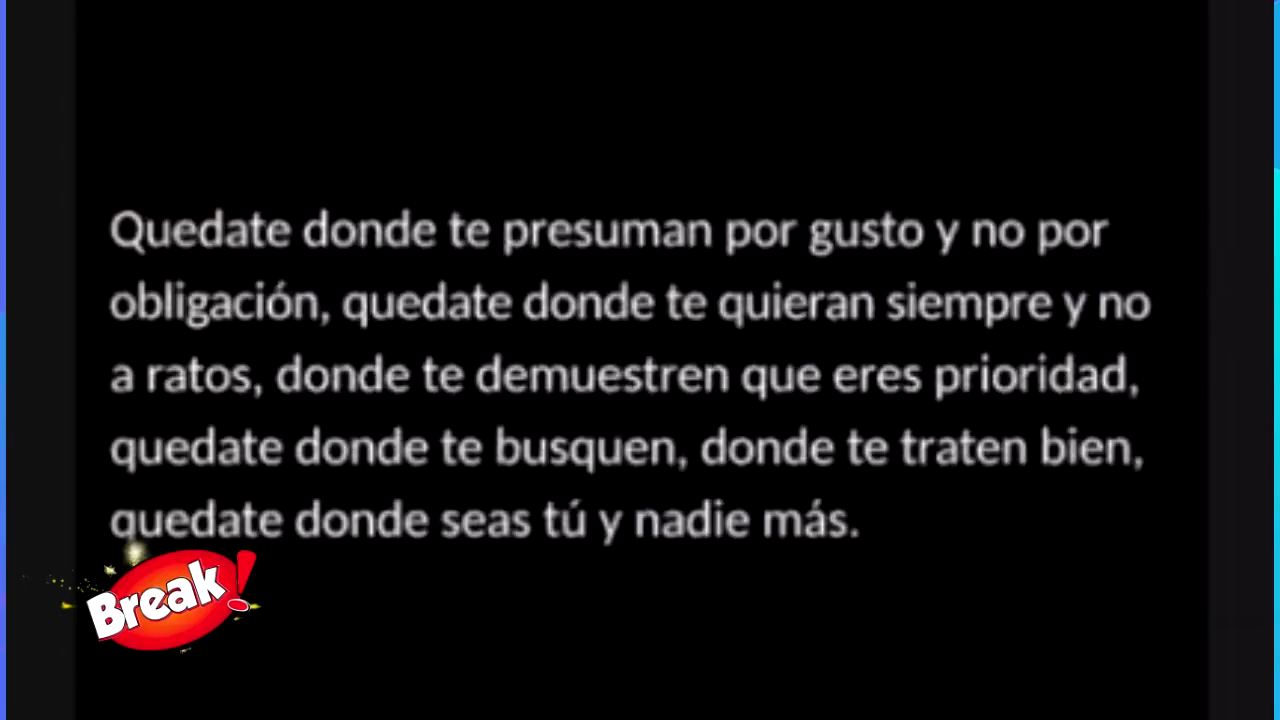 Quedate donde te presuman por gusto y no por
obligación, quedate donde te quieran siempre y no
a ratos, donde te demuestren que eres prioridad,
quedate donde te busquen, donde te traten bien,
quedate donde seas tú y nadie más.
Break!